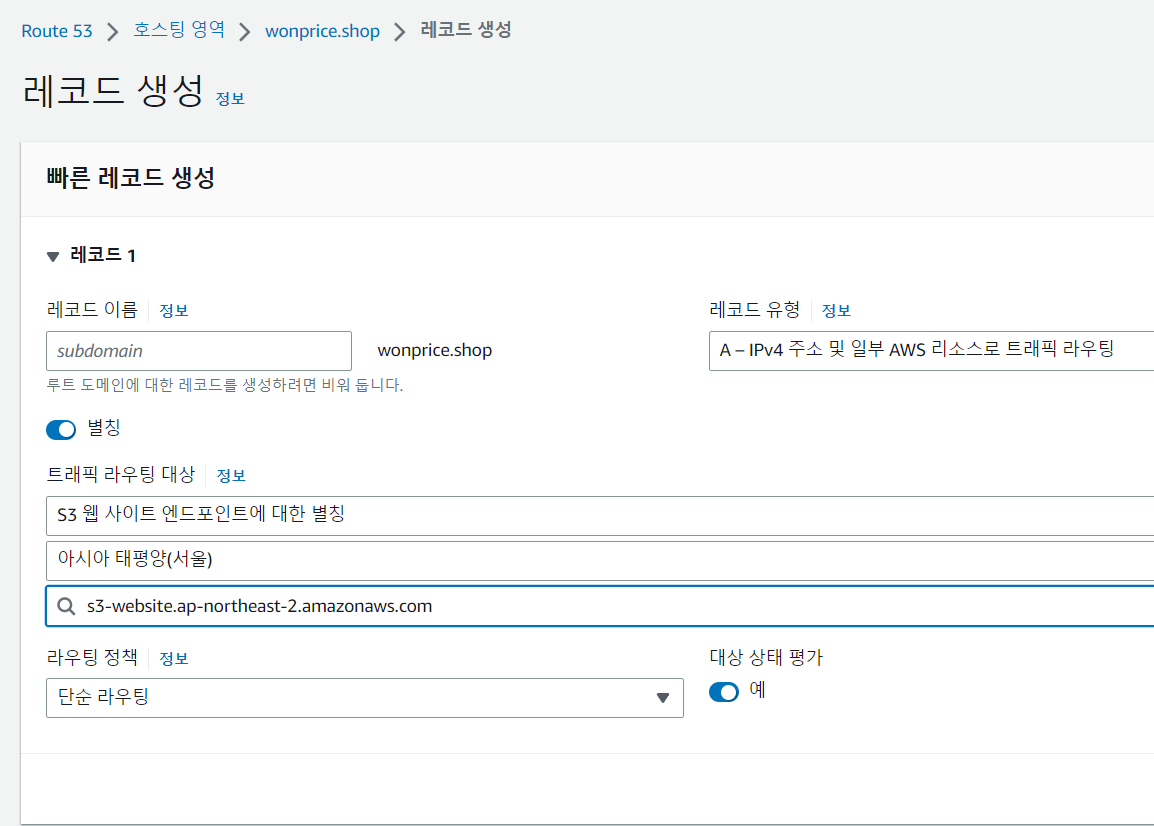 Route 53 > 호스팅 영역 > wonprice.shop > 레코드 생성
레코드 생성 정보
빠른 레코드 생성
▼ 레코드 1
레코드 이름 정보 레코드 유형 정보
subdomain wonprice.shop A – IPv4 주소 및 일부 AWS 리소스로 트래픽 라우팅
루트 도메인에 대한 레코드를 생성하려면 비워 둡니다.
별칭
트래픽 라우팅 대상 정보
S3 웹 사이트 엔드포인트에 대한 별칭
아시아 태평양(서울)
s3-website.ap-northeast-2.amazonaws.com
라우팅 정책 정보 대상 상태 평가
단순 라우팅 예